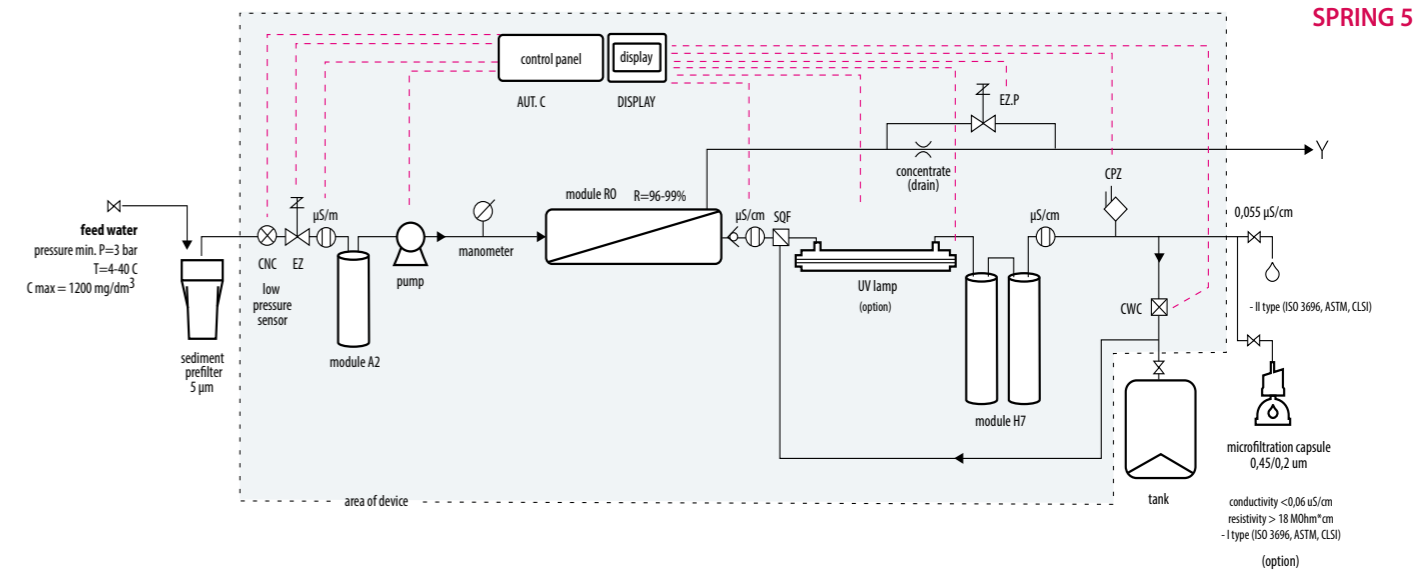 SPRING 5
control panel
display
AUT. C
DISPLAY
EZ.P
concentrate
(drain)
CPZ
module RO
R=96-99%
feed water
pressure min. P=3 bar
T=4-40 C
C max = 1200 mg/dm3
sediment
prefilter
5 µm
CNC
EZ
low
pressure
sensor
µS/m
module A2
pump
manometer
µS/cm
SQF
UV lamp
(option)
µS/cm
module H7
CWC
tank
0,055 µS/cm
- II type (ISO 3696, ASTM, CLSI)
microfiltration capsule
0,45/0,2 um
conductivity <0,06 uS/cm
resistivity > 18 MOhm*cm
- I type (ISO 3696, ASTM, CLSI)
(option)
area of device